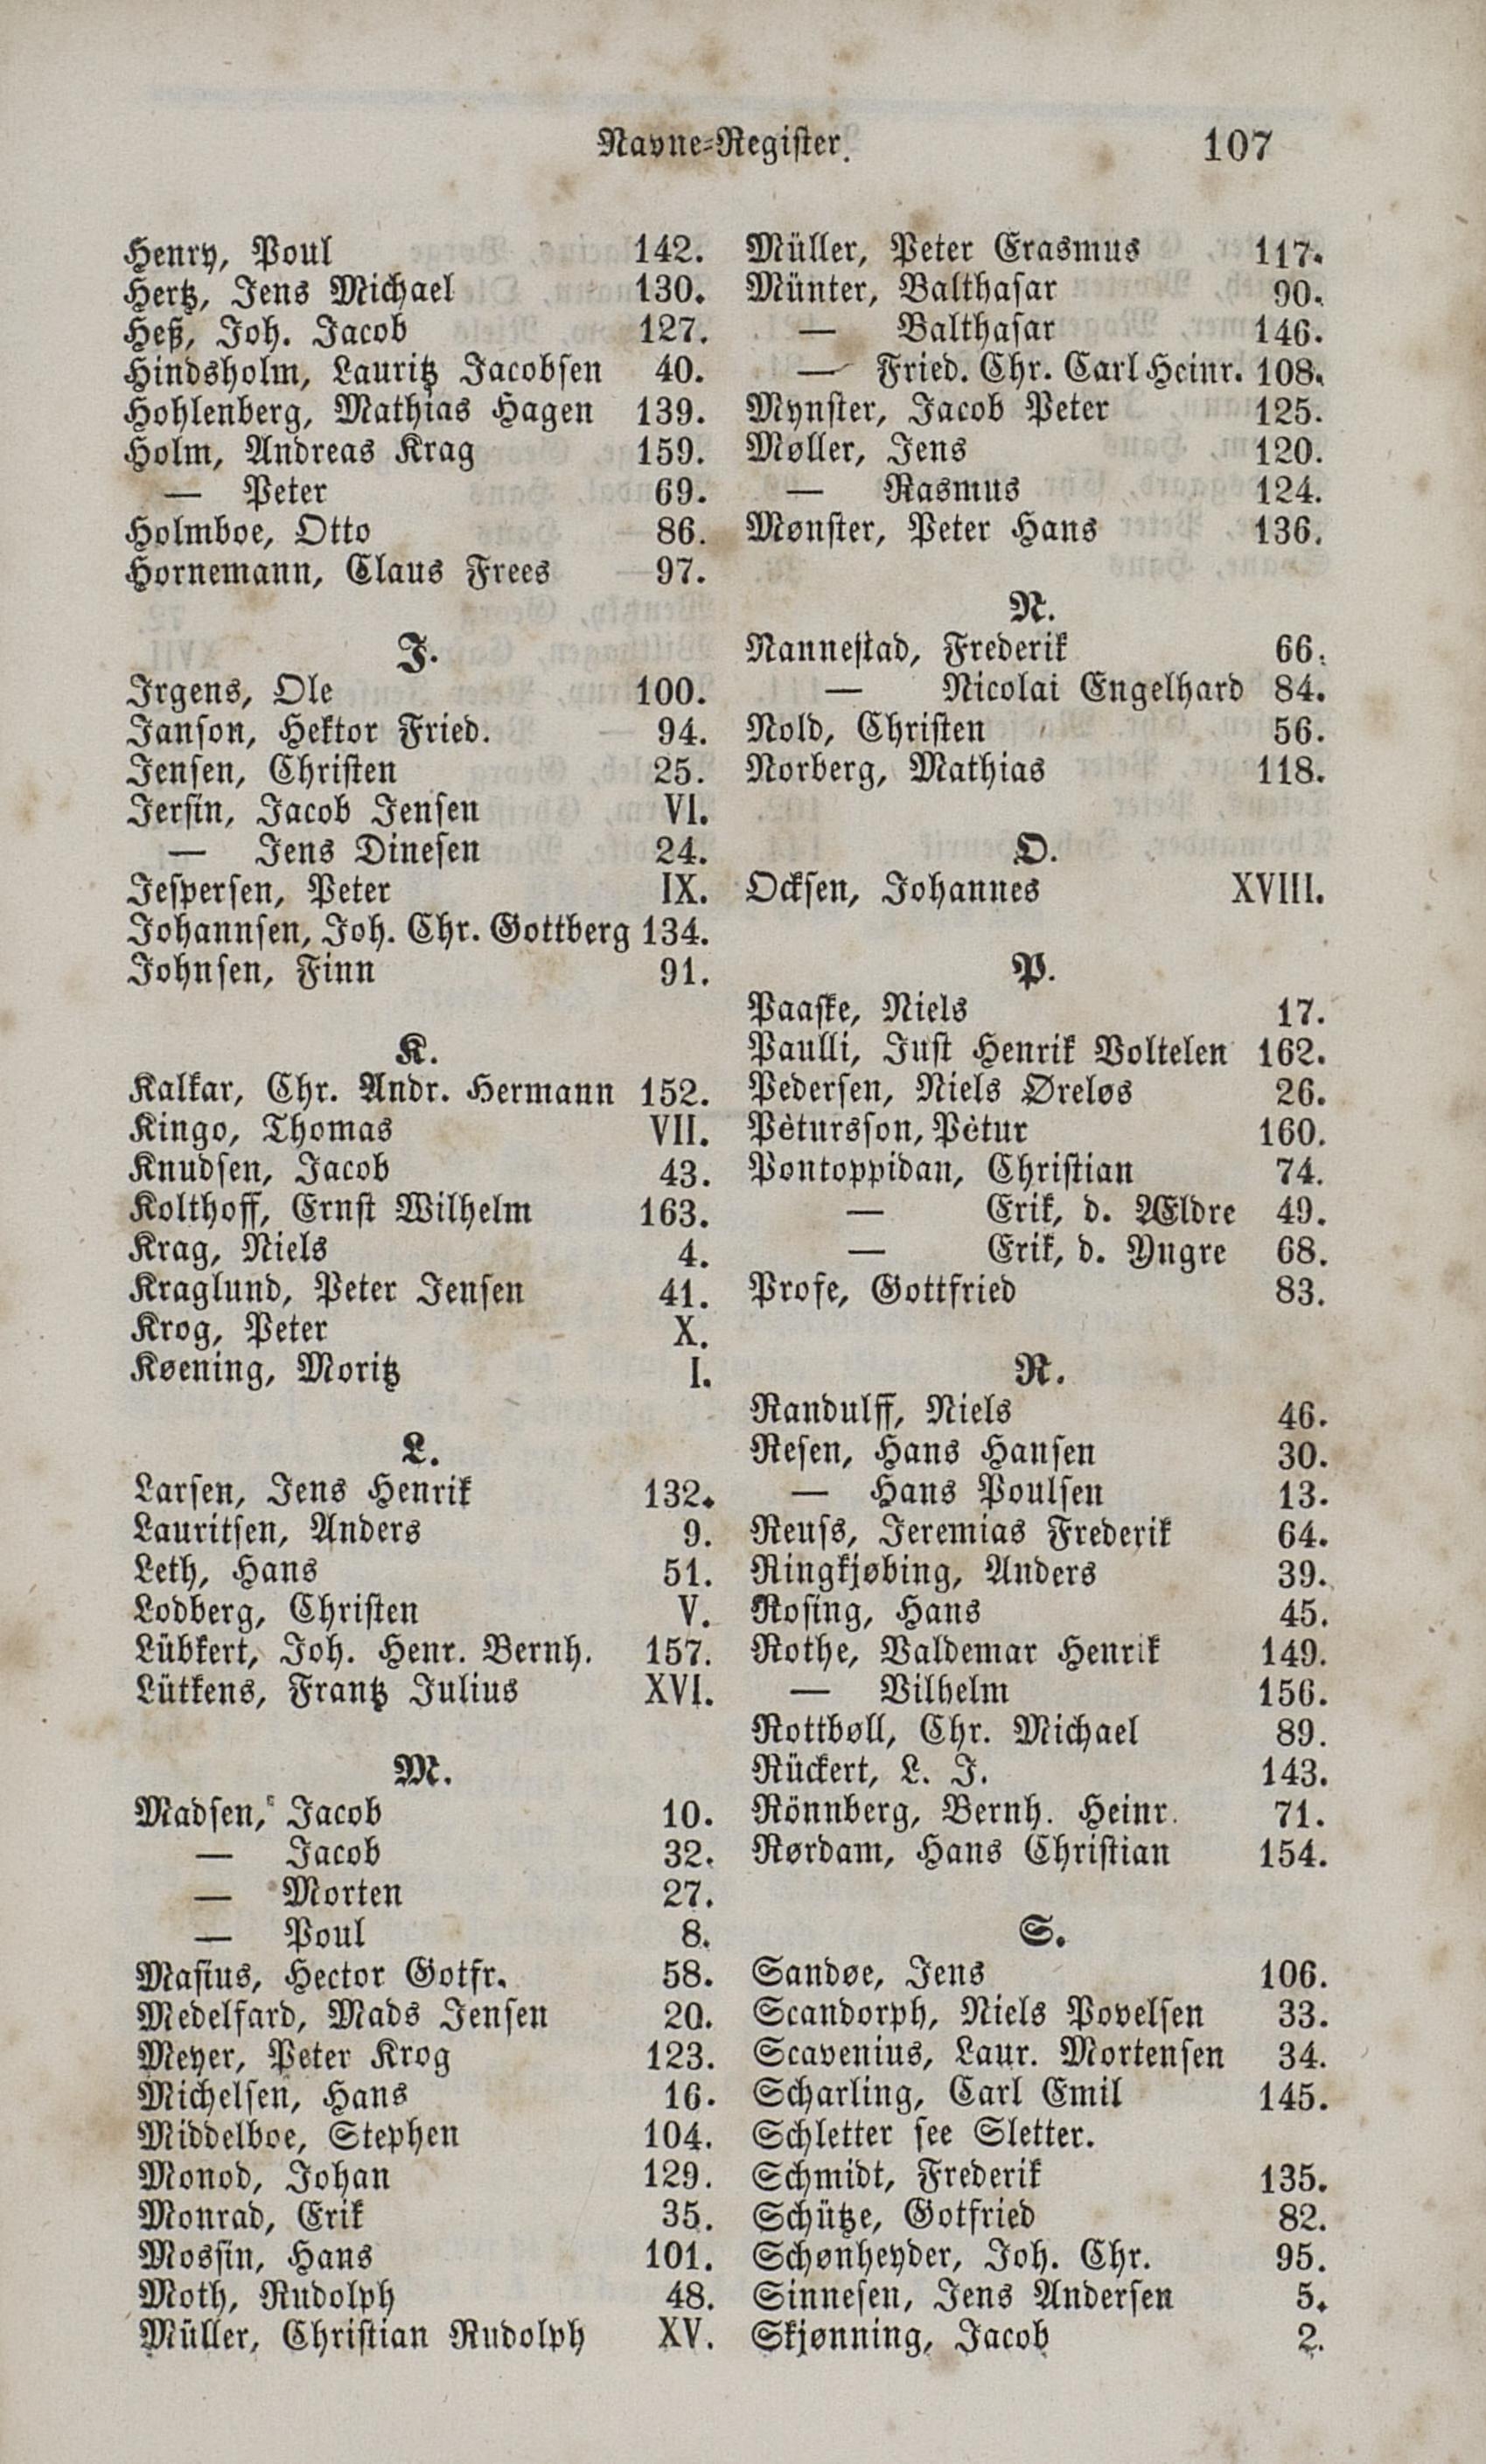 Navne-Register. 107
Henry, Poul 142.
Hertz, Jens Michael 130.
Heß, Joh. Jacob 127.
Hindsholm, Lauritz Jacobsen 40.
Hohlenberg, Mathias Hagen 139.
Holm, Andreas Krag 159.
— Peter 69.
Holmboe, Otto 86.
Hornemann, Claus Frees 97.
J.
Irgens, Ole 100.
Janson, Hektor Fried. 94.
Jensen, Christen 25.
Jersin, Jacob Jensen VI.
— Jens Dinesen 24.
Jespersen, Peter IX.
Johannsen, Joh. Chr. Gottberg 134.
Johnsen, Finn 91.
K.
Kalkar, Chr. Andr. Hermann 152.
Kingo, Thomas VII.
Knudsen, Jacob 43.
Kolthoff, Ernst Wilhelm 163.
Krag, Niels 4.
Kraglund, Peter Jensen 41.
Krog, Peter X.
Køening, Moritz I.
L.
Larsen, Jens Henrik 132.
Lauritsen, Anders 9.
Leth, Hans 51.
Lodberg, Christen V.
Lübkert, Joh. Henr. Bernh. 157.
Lütkens, Frantz Julius XVI.
M.
Madsen, Jacob 10.
— Jacob 32.
— Morten 27.
— Poul 8.
Masius, Hector Gotfr. 58.
Medelfard, Mads Jensen 20.
Meyer, Peter Krog 123.
Michelsen, Hans 16.
Middelboe, Stephen 104.
Monod, Johan 129.
Monrad, Erik 35.
Mossin, Hans 101.
Moth, Rudolph 48.
Müller, Christian Rudolph XV.
Müller, Peter Erasmus 117.
Münter, Balthasar 90.
— Balthasar 146.
— Fried. Chr. Carl Heinr. 108.
Mynster, Jacob Peter 125.
Møller, Jens 120.
— Rasmus 124.
Mønster, Peter Hans 136.
N.
Nannestad, Frederik 66.
— Nicolai Engelhard 84.
Nold, Christen 56.
Norberg, Mathias 118.
O.
Ocksen, Johannes XVIII.
P.
Paaske, Niels 17.
Paulli, Just Henrik Voltelen 162.
Pedersen, Niels Øreløs 26.
Pètursson, Pètur 160.
Pontoppidan, Christian 74.
— Erik, d. Ældre 49.
— Erik, d. Yngre 68.
Profe, Gottfried 83.
R.
Randulff, Niels 46.
Resen, Hans Hansen 30.
— Hans Poulsen 13.
Reuss, Jeremias Frederik 64.
Ringkjøbing, Anders 39.
Rosing, Hans 45.
Rothe, Valdemar Henrik 149.
— Vilhelm 156.
Rottbøll, Chr. Michael 89.
Rückert, L. J. 143.
Rönnberg, Bernh. Heinr. 71.
Rørdam, Hans Christian 154.
S.
Sandøe, Jens 106.
Scandorph, Niels Povelsen 33.
Scavenius, Laur. Mortensen 34.
Scharling, Carl Emil 145.
Schletter see Sletter.
Schmidt, Frederik 135.
Schütze, Gotfried 82.
Schønheyder, Joh. Chr. 95.
Sinnesen, Jens Andersen 5.
Skjønning, Jacob 2.